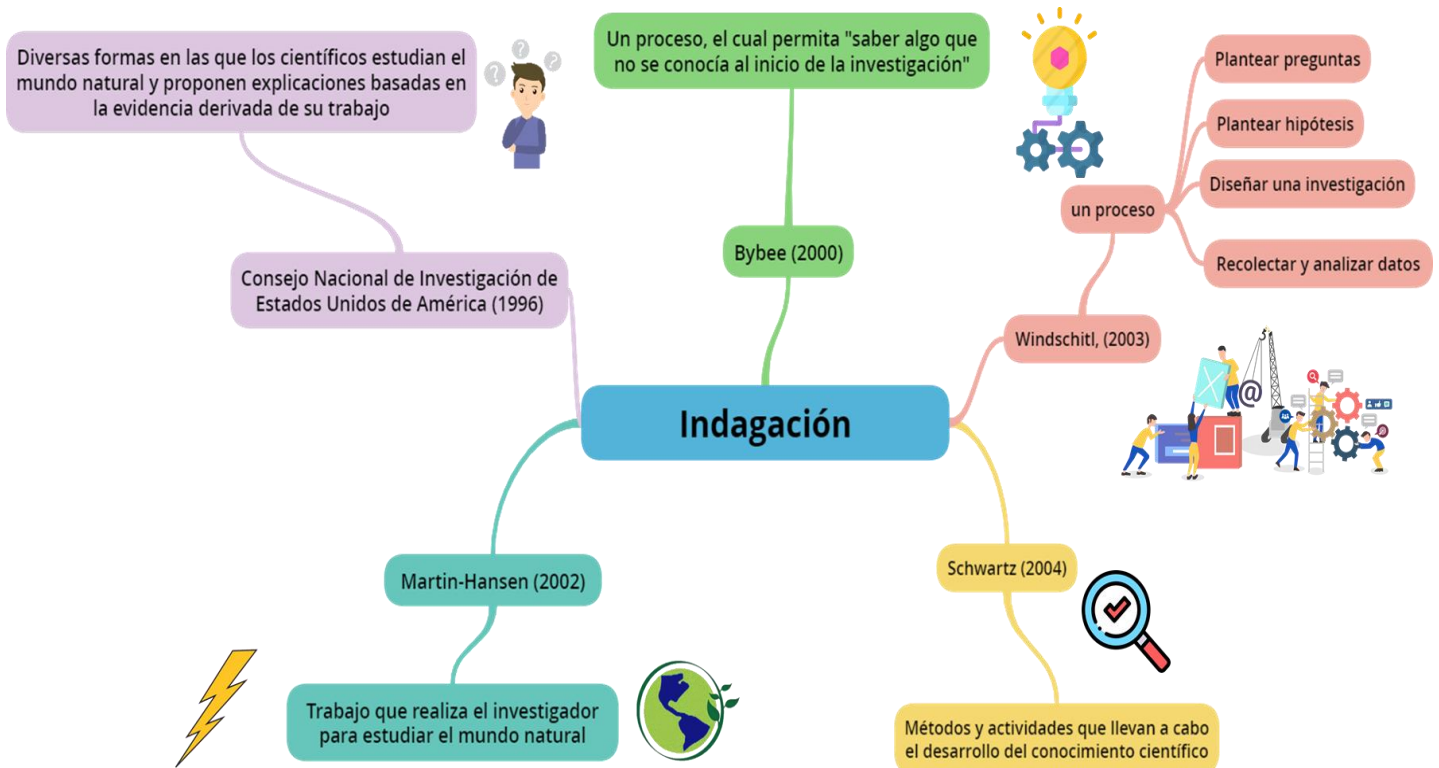 Diversas formas en las que los científicos estudian el
mundo natural y proponen explicaciones basadas en
la evidencia derivada de su trabajo
Un proceso, el cual permita "saber algo que
no se conocía al inicio de la investigación"
Plantear preguntas
Plantear hipótesis
Diseñar una investigación
un proceso
Recolectar y analizar datos
Bybee (2000)
Consejo Nacional de Investigación de
Estados Unidos de América (1996)
Windschitl, (2003)
@
Indagación
Martin-Hansen (2002)
Schwartz (2004)
Trabajo que realiza el investigador
para estudiar el mundo natural
Métodos y actividades que llevan a cabo
el desarrollo del conocimiento científico